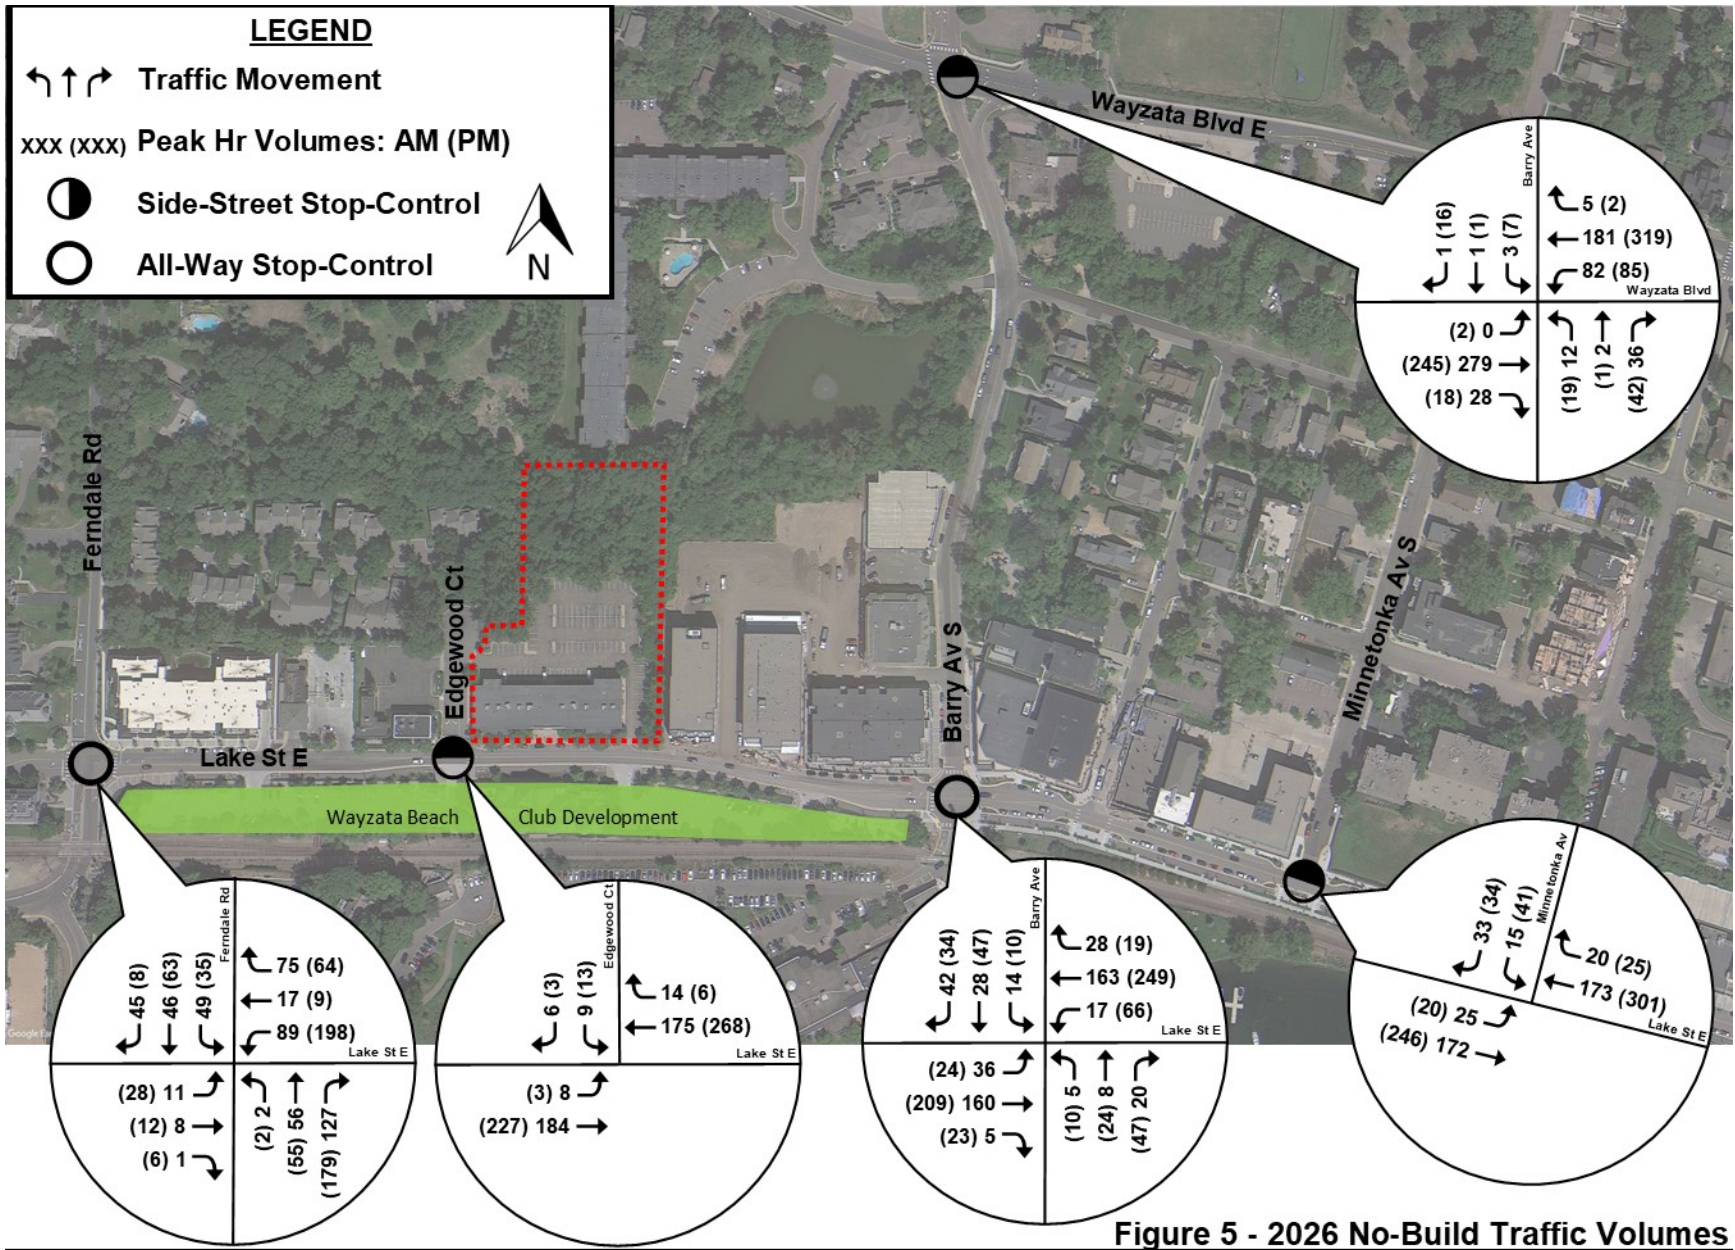 LEGEND
Traffic Movement
xxx (xxx) Peak Hr Volumes: AM (PM)
Side-Street Stop-Control
All-Way Stop-Control
N
Wayzata Blvd E
Barry Ave
1 (16)
1 (1)
3 (7)
5 (2)
181 (319)
82 (85)
Wayzata Blvd
(2) 0
(245) 279
(18) 28
(19) 12
(1) 2
(42) 36
Ferndale Rd
Edgewood Ct
Barry Av S
Minnetonka Av S
Lake St E
Wayzata Beach Club Development
Ferndale Rd
45 (8)
46 (63)
49 (35)
75 (64)
17 (9)
89 (198)
Lake St E
(28) 11
(12) 8
(6) 1
(2) 2
(55) 56
(179) 127
Edgewood Ct
6 (3)
9 (13)
14 (6)
175 (268)
Lake St E
(3) 8
(227) 184
Barry Ave
42 (34)
28 (47)
14 (10)
28 (19)
163 (249)
17 (66)
Lake St E
(24) 36
(209) 160
(23) 5
(10) 5
(24) 8
(47) 20
Minnetonka Av
33 (34)
15 (41)
20 (25)
173 (301)
Lake St E
(20) 25
(246) 172
Figure 5 - 2026 No-Build Traffic Volumes